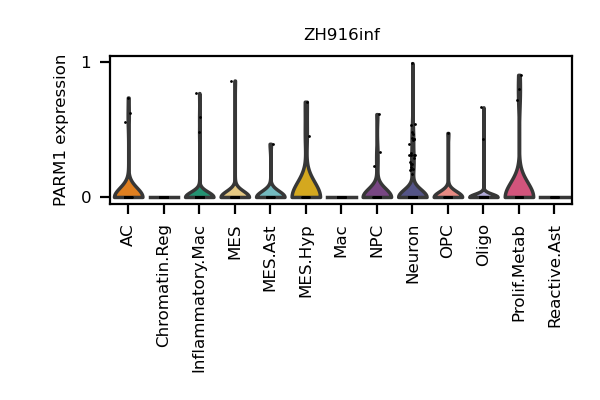 ZH916inf
PARM1 expression
1
0
AC
Chromatin.Reg
Inflammatory.Mac
MES
MES.Ast
MES.Hyp
Mac
NPC
Neuron
OPC
Oligo
Prolif.Metab
Reactive.Ast